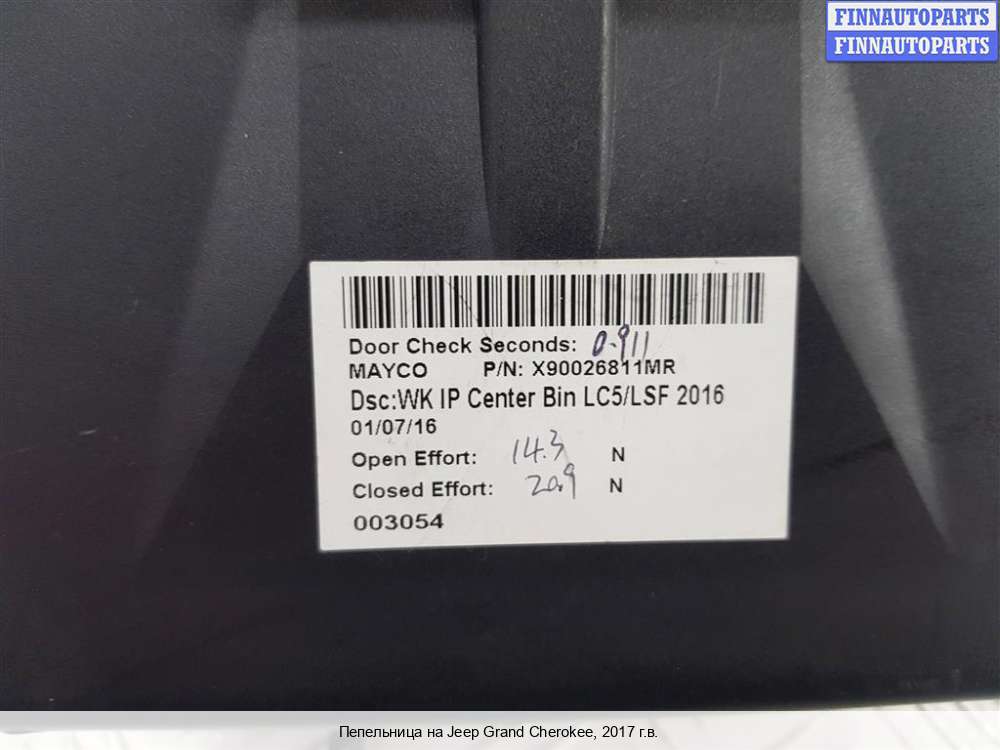 FINNAUTOPARTS
FINNAUTOPARTS
Door Check Seconds: 0.911
MAYCO P/N: X90026811MR
Dsc:WK IP Center Bin LC5/LSF 2016
01/07/16
Open Effort: 14.3 N
Closed Effort: 20.9 N
003054
Пепельница на Jeep Grand Cherokee, 2017 г.в.